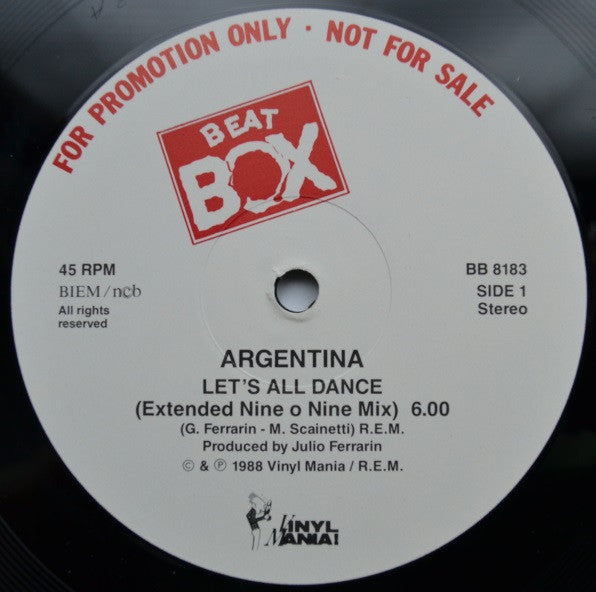 FOR PROMOTION ONLY · NOT FOR SALE
BEAT
BOX
45 RPM
BIEM / ncb
All rights
reserved
BB 8183
SIDE 1
Stereo
ARGENTINA
LET'S ALL DANCE
(Extended Nine o Nine Mix) 6.00
(G. Ferrarin - M. Scainetti) R.E.M.
Produced by Julio Ferrarin
© & ℗ 1988 Vinyl Mania / R.E.M.
VINYL
MANIA!